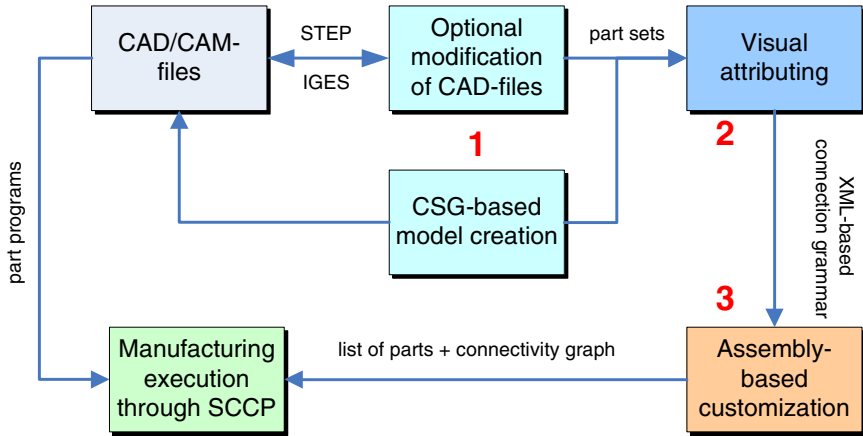 CAD/CAM-
files
STEP
IGES
Optional
modification
of CAD-files
part sets
Visual
attributing
1
2
CSG-based
model creation
part programs
XML-based
connection grammar
3
Manufacturing
execution
through SCCP
list of parts + connectivity graph
Assembly-
based
customization